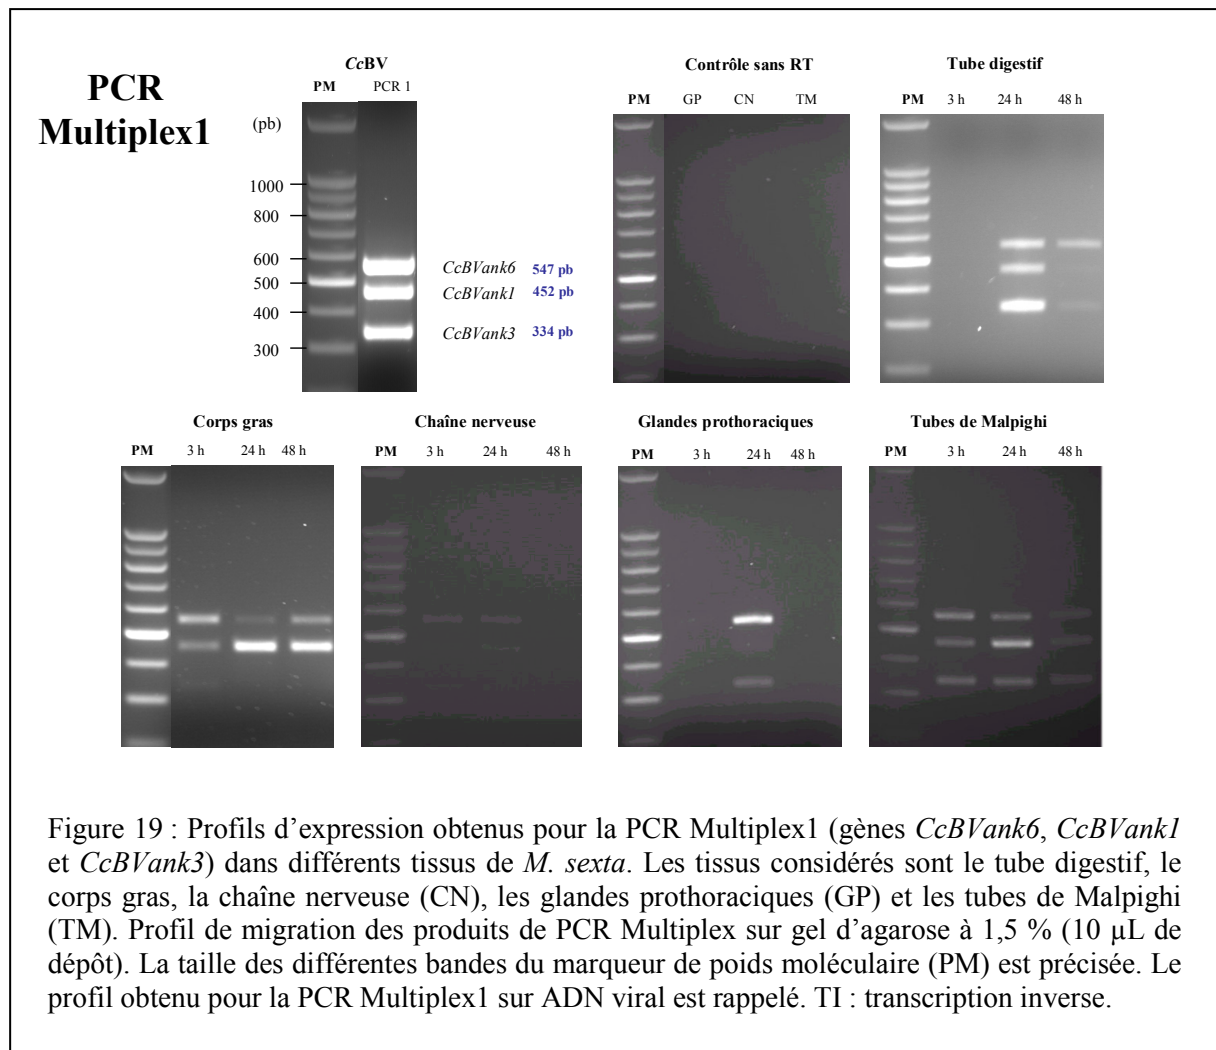 PCR
Multiplex1
CcBV
PM PCR 1
(pb)
1000
800
600
500
400
300
CcBVank6 547 pb
CcBVank1 452 pb
CcBVank3 334 pb
Contrôle sans RT
PM GP CN TM
Tube digestif
PM 3 h 24 h 48 h
Corps gras
PM 3 h 24 h 48 h
Chaîne nerveuse
PM 3 h 24 h 48 h
Glandes prothoraciques
PM 3 h 24 h 48 h
Tubes de Malpighi
PM 3 h 24 h 48 h
Figure 19 : Profils d’expression obtenus pour la PCR Multiplex1 (gènes CcBVank6, CcBVank1
et CcBVank3) dans différents tissus de M. sexta. Les tissus considérés sont le tube digestif, le
corps gras, la chaîne nerveuse (CN), les glandes prothoraciques (GP) et les tubes de Malpighi
(TM). Profil de migration des produits de PCR Multiplex sur gel d’agarose à 1,5 % (10 µL de
dépôt). La taille des différentes bandes du marqueur de poids moléculaire (PM) est précisée. Le
profil obtenu pour la PCR Multiplex1 sur ADN viral est rappelé. TI : transcription inverse.